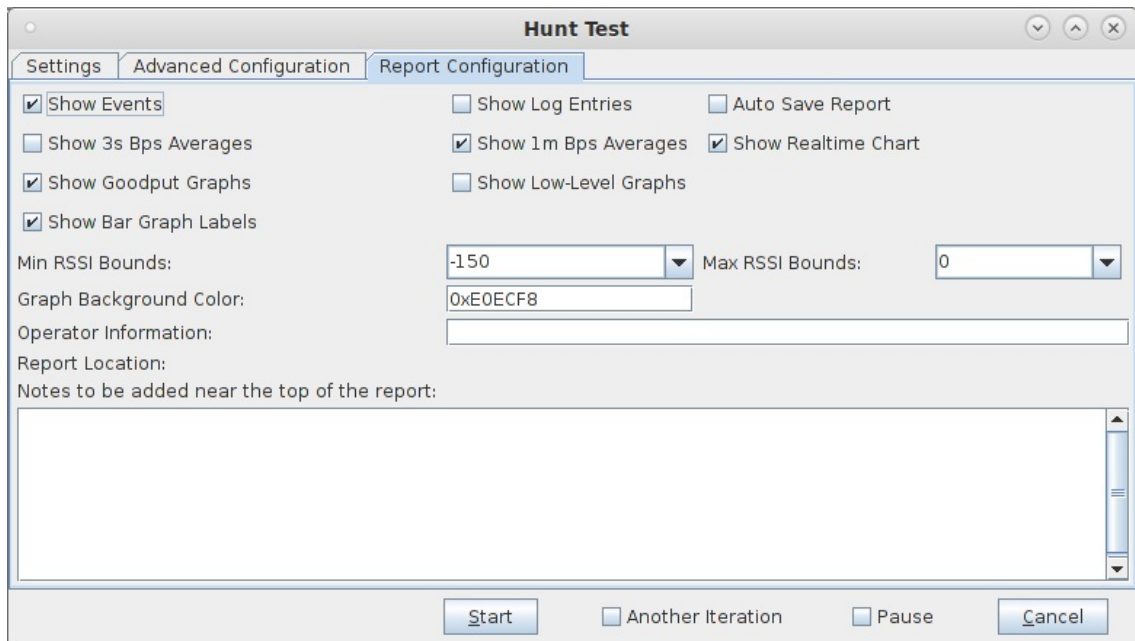 Hunt Test
Settings Advanced Configuration Report Configuration
Show Events Show Log Entries Auto Save Report
Show 3s Bps Averages Show 1m Bps Averages Show Realtime Chart
Show Goodput Graphs Show Low-Level Graphs
Show Bar Graph Labels
Min RSSI Bounds: -150 Max RSSI Bounds: 0
Graph Background Color: 0xE0ECF8
Operator Information:
Report Location:
Notes to be added near the top of the report:
Start Another Iteration Pause Cancel